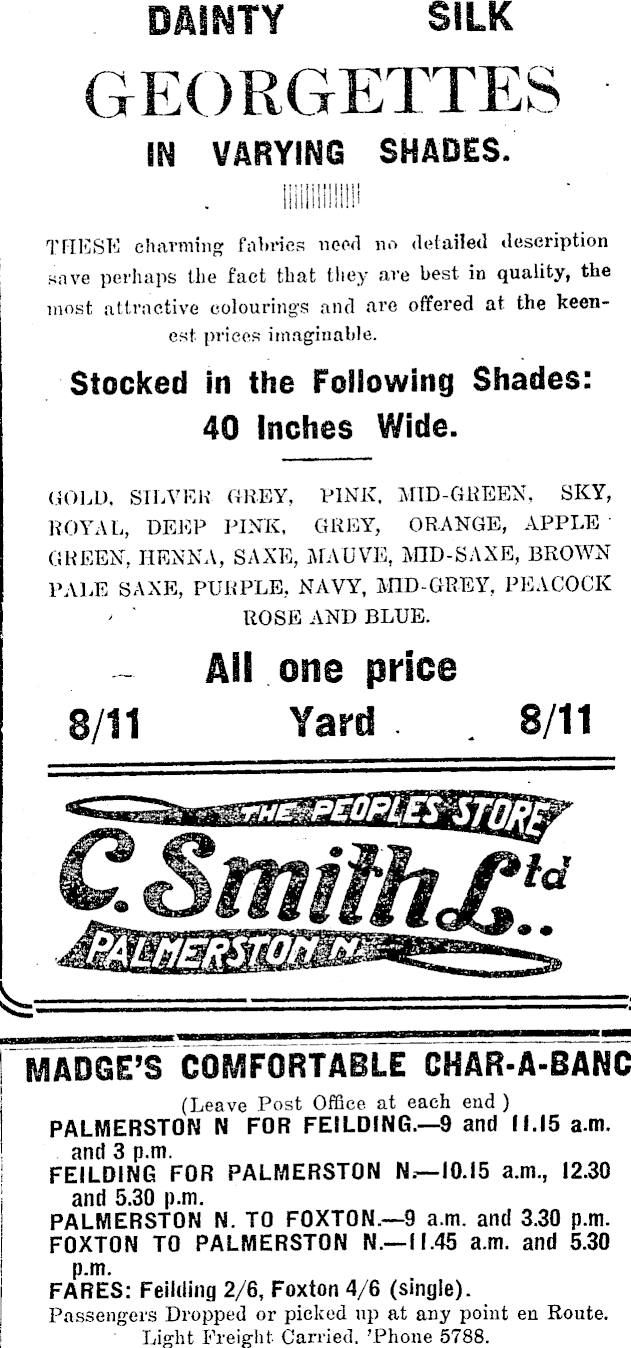 DAINTY SILK
GEORGETTES
IN VARYING SHADES.
THESE charming fabrics need no detailed description
save perhaps the fact that they are best in quality, the
most attractive colourings and are offered at the keen-
est prices imaginable.
Stocked in the Following Shades:
40 Inches Wide.
GOLD, SILVER GREY, PINK, MID-GREEN, SKY,
ROYAL, DEEP PINK, GREY, ORANGE, APPLE
GREEN, HENNA, SAXE, MAUVE, MID-SAXE, BROWN
PALE SAXE, PURPLE, NAVY, MID-GREY, PEACOCK
ROSE AND BLUE.
All one price
8/11 Yard 8/11
THE PEOPLES STORE
C. Smith Ltd..
PALMERSTON N.
MADGE'S COMFORTABLE CHAR-A-BANC
(Leave Post Office at each end)
PALMERSTON N FOR FEILDING.—9 and 11.15 a.m.
and 3 p.m.
FEILDING FOR PALMERSTON N.—10.15 a.m., 12.30
and 5.30 p.m.
PALMERSTON N. TO FOXTON.—9 a.m. and 3.30 p.m.
FOXTON TO PALMERSTON N.—11.45 a.m. and 5.30
p.m.
FARES: Feilding 2/6, Foxton 4/6 (single).
Passengers Dropped or picked up at any point en Route.
Light Freight Carried. 'Phone 5788.